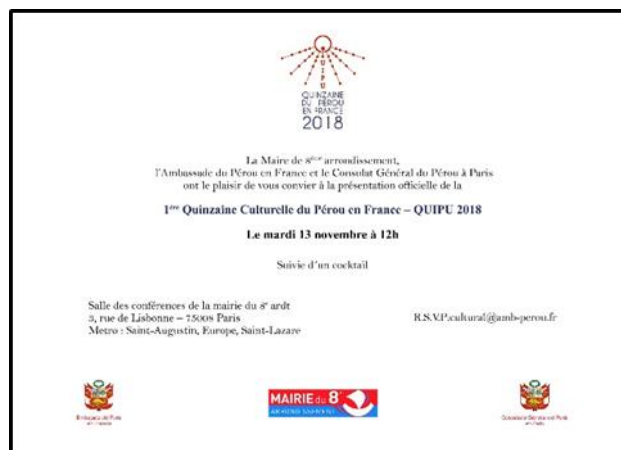 QUIPU
QUINZAINE
DU PÉROU
EN FRANCE
2018
La Maire de 8ème arrondissement,
l'Ambassade du Pérou en France et le Consulat Général du Pérou à Paris
ont le plaisir de vous convier à la présentation officielle de la
1ère Quinzaine Culturelle du Pérou en France – QUIPU 2018
Le mardi 13 novembre à 12h
Suivie d'un cocktail
Salle des conférences de la mairie du 8e ardt
3, rue de Lisbonne – 75008 Paris
Metro : Saint-Augustin, Europe, Saint-Lazare
R.S.V.P.cultural@amb-perou.fr
MAIRIE du 8e